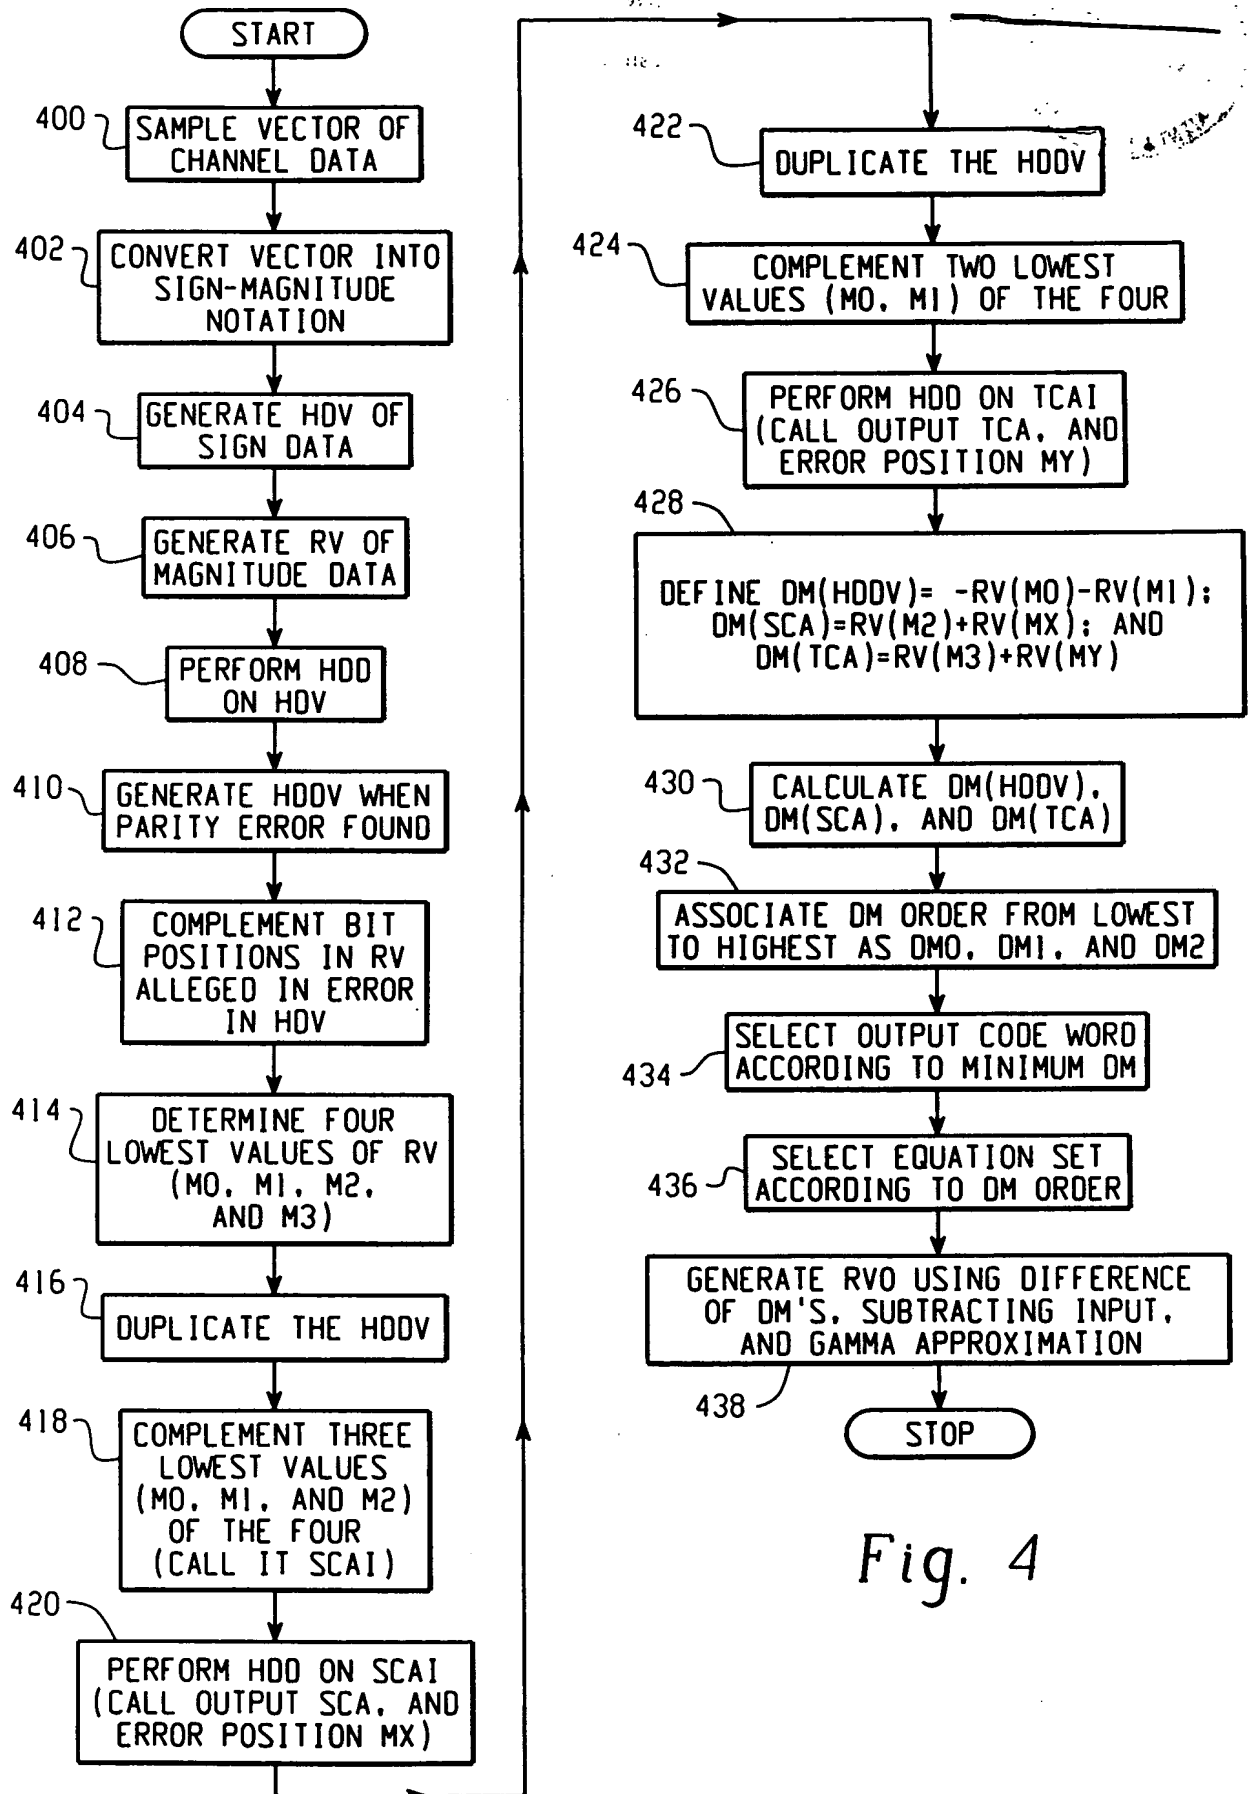 START
400
SAMPLE VECTOR OF
CHANNEL DATA
402
CONVERT VECTOR INTO
SIGN-MAGNITUDE
NOTATION
404
GENERATE HDV OF
SIGN DATA
406
GENERATE RV OF
MAGNITUDE DATA
408
PERFORM HDD
ON HDV
410
GENERATE HDDV WHEN
PARITY ERROR FOUND
412
COMPLEMENT BIT
POSITIONS IN RV
ALLEGED IN ERROR
IN HDV
414
DETERMINE FOUR
LOWEST VALUES OF RV
(M0, M1, M2,
AND M3)
416
DUPLICATE THE HDDV
418
COMPLEMENT THREE
LOWEST VALUES
(M0, M1, AND M2)
OF THE FOUR
(CALL IT SCAI)
420
PERFORM HDD ON SCAI
(CALL OUTPUT SCA, AND
ERROR POSITION MX)
422
DUPLICATE THE HDDV
424
COMPLEMENT TWO LOWEST
VALUES (M0, M1) OF THE FOUR
426
PERFORM HDD ON TCAI
(CALL OUTPUT TCA, AND
ERROR POSITION MY)
428
DEFINE DM(HDDV)= -RV(M0)-RV(M1);
DM(SCA)=RV(M2)+RV(MX); AND
DM(TCA)=RV(M3)+RV(MY)
430
CALCULATE DM(HDDV),
DM(SCA), AND DM(TCA)
432
ASSOCIATE DM ORDER FROM LOWEST
TO HIGHEST AS DM0, DM1, AND DM2
434
SELECT OUTPUT CODE WORD
ACCORDING TO MINIMUM DM
436
SELECT EQUATION SET
ACCORDING TO DM ORDER
GENERATE RVO USING DIFFERENCE
OF DM'S, SUBTRACTING INPUT,
AND GAMMA APPROXIMATION
438
STOP
Fig. 4